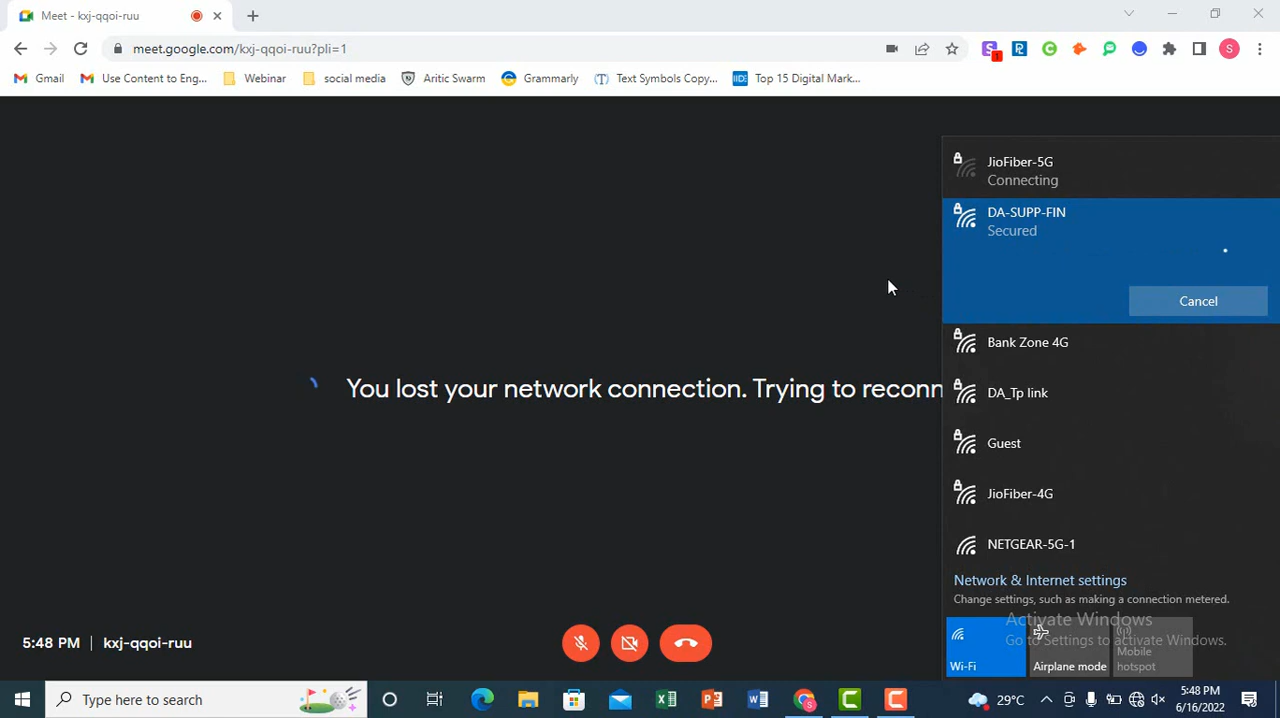 Meet - kxj-qqoi-ruu
meet.google.com/kxj-qqoi-ruu?pli=1
1
S
Gmail
Use Content to Eng...
Webinar
social media
Aritic Swarm
Grammarly
Text Symbols Copy...
Top 15 Digital Mark...
JioFiber-5G
Connecting
DA-SUPP-FIN
Secured
Cancel
Bank Zone 4G
You lost your network connection. Trying to reconn
DA_Tp link
Guest
JioFiber-4G
NETGEAR-5G-1
Network & Internet settings
Change settings, such as making a connection metered.
Activate Windows
Go to Settings to activate Windows.
Wi-Fi
Airplane mode
Mobile
hotspot
5:48 PM | kxj-qqoi-ruu
Type here to search
29°C
5:48 PM
6/16/2022